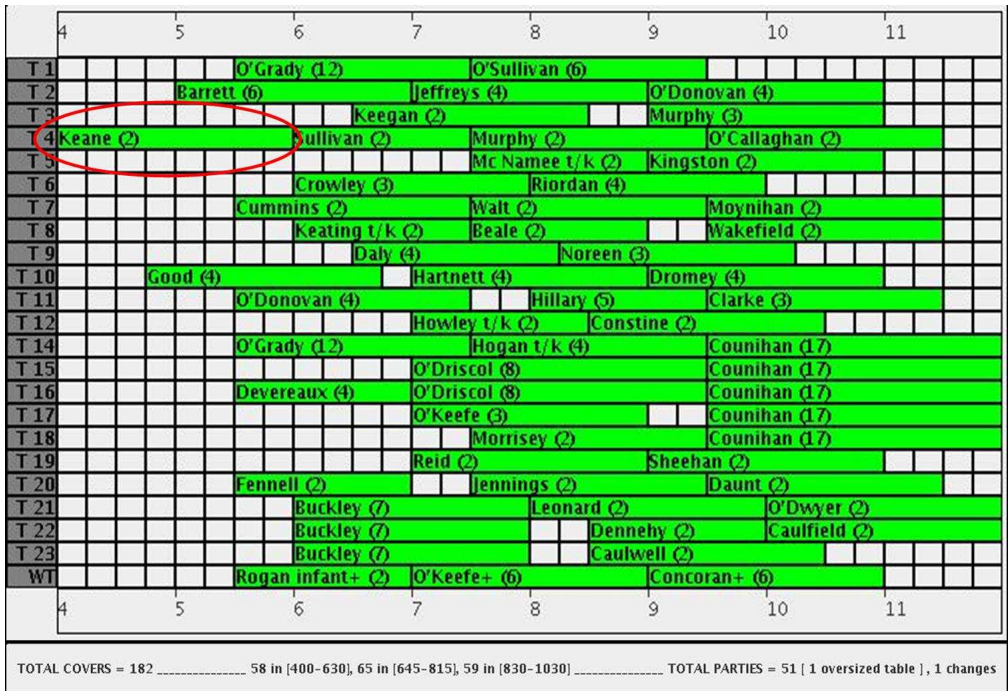 4 5 6 7 8 9 10 11
T 1 O'Grady (12) O'Sullivan (6)
T 2 Barrett (6) Jeffreys (4) O'Donovan (4)
T 3 Keegan (2) Murphy (3)
T 4 Keane (2) ullivan (2) Murphy (2) O'Callaghan (2)
T 5 Mc Namee t/k (2) Kingston (2)
T 6 Crowley (3) Riordan (4)
T 7 Cummins (2) Walt (2) Moynihan (2)
T 8 Keating t/k (2) Beale (2) Wakefield (2)
T 9 Daly (4) Noreen (3)
T 10 Good (4) Hartnett (4) Dromey (4)
T 11 O'Donovan (4) Hillary (5) Clarke (3)
T 12 Howley t/k (2) Constine (2)
T 14 O'Grady (12) Hogan t/k (4) Counihan (17)
T 15 O'Driscol (8) Counihan (17)
T 16 Devereaux (4) O'Driscol (8) Counihan (17)
T 17 O'Keefe (3) Counihan (17)
T 18 Morrisey (2) Counihan (17)
T 19 Reid (2) Sheehan (2)
T 20 Fennell (2) Jennings (2) Daunt (2)
T 21 Buckley (7) Leonard (2) O'Dwyer (2)
T 22 Buckley (7) Dennehy (2) Caulfield (2)
T 23 Buckley (7) Caulwell (2)
WT Rogan infant+ (2) O'Keefe+ (6) Concoran+ (6)
4 5 6 7 8 9 10 11
TOTAL COVERS = 182 _______________ 58 in [400-630], 65 in [645-815], 59 in [830-1030] _______________ TOTAL PARTIES = 51 [ 1 oversized table ] , 1 changes